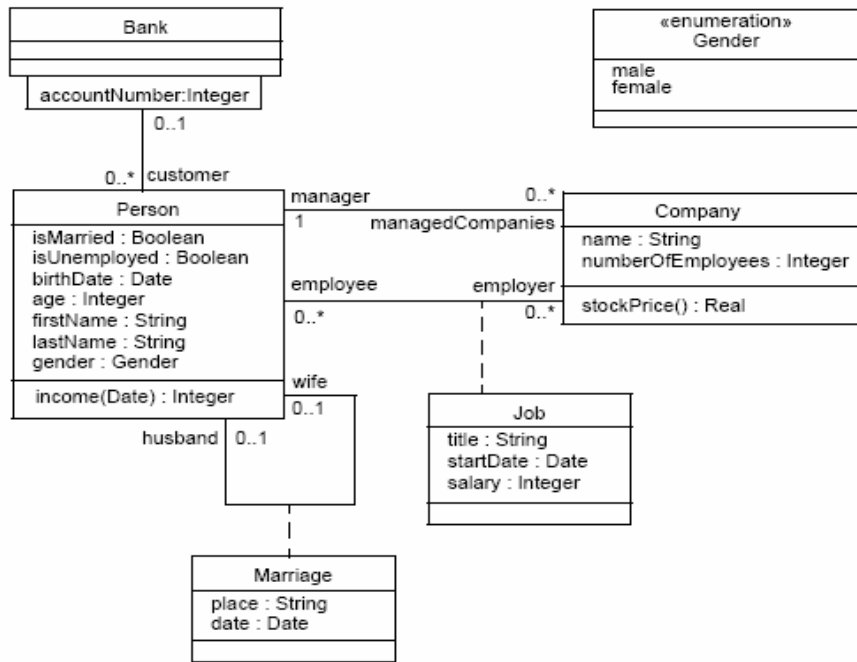 Bank
accountNumber:Integer
0..1
0..* customer
«enumeration»
Gender
male
female
Person
isMarried : Boolean
isUnemployed : Boolean
birthDate : Date
age : Integer
firstName : String
lastName : String
gender : Gender
income(Date) : Integer
manager
1
0..*
managedCompanies
employee
0..*
employer
0..*
Company
name : String
numberOfEmployees : Integer
stockPrice() : Real
wife
0..1
husband
0..1
Job
title : String
startDate : Date
salary : Integer
Marriage
place : String
date : Date